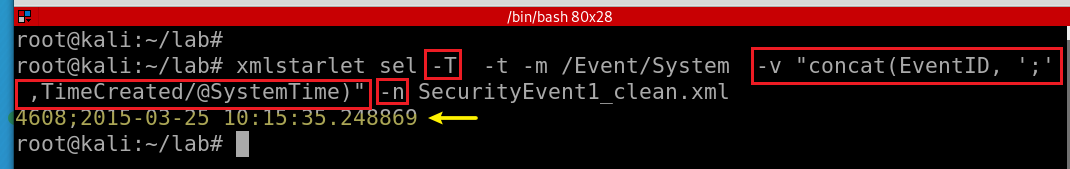 /bin/bash 80x28
root@kali:~/lab#
root@kali:~/lab# xmlstarlet sel -T  -t -m /Event/System  -v "concat(EventID, ';'
 ,TimeCreated/@SystemTime)" -n SecurityEvent1_clean.xml
4608;2015-03-25 10:15:35.248869
root@kali:~/lab#